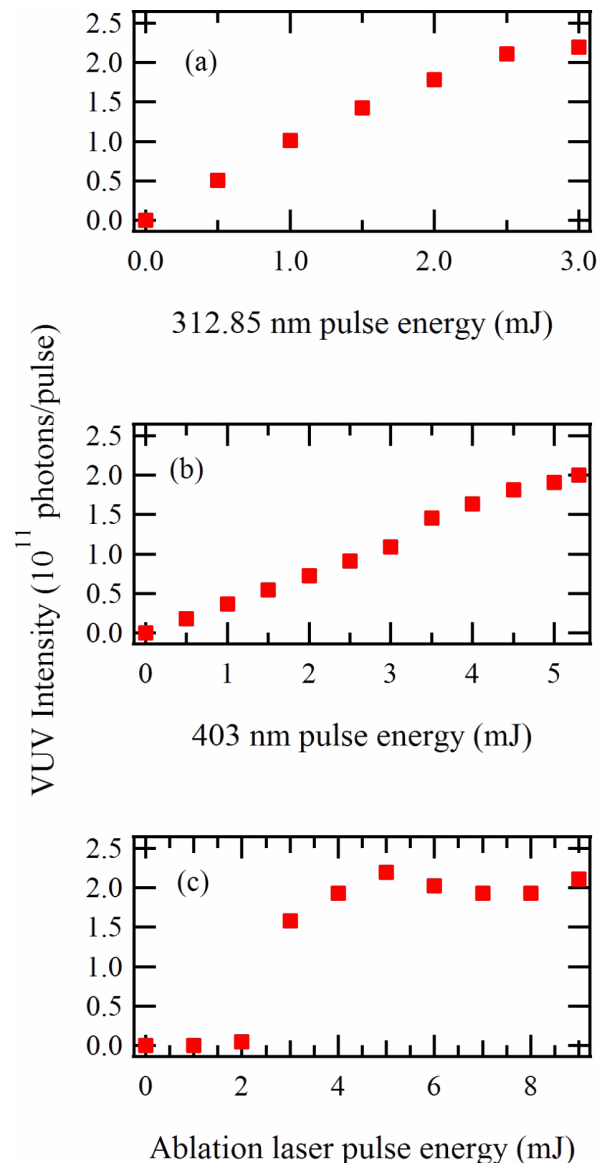 2.5
2.0
(a)
1.5
1.0
0.5
0.0
0.0 1.0 2.0 3.0
312.85 nm pulse energy (mJ)
VUV Intensity (10^11 photons/pulse)
2.5
2.0
(b)
1.5
1.0
0.5
0.0
0 1 2 3 4 5
403 nm pulse energy (mJ)
2.5
2.0
(c)
1.5
1.0
0.5
0.0
0 2 4 6 8
Ablation laser pulse energy (mJ)